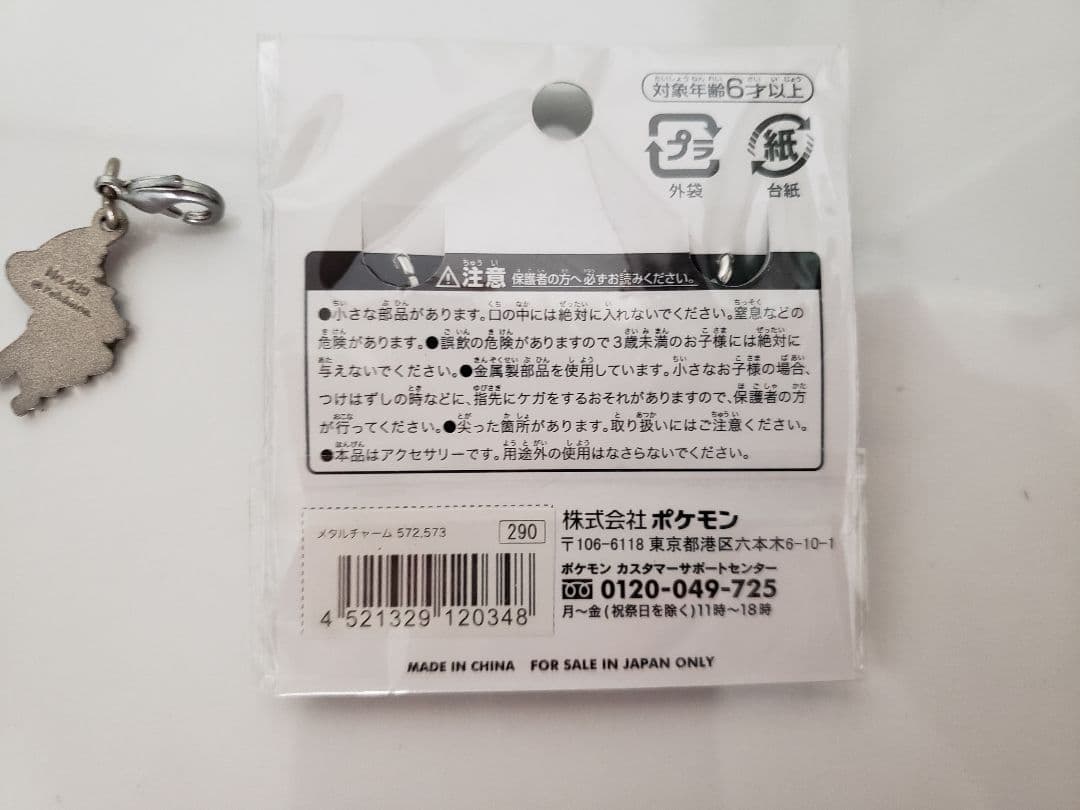 対象年齢6才以上
プラ
紙
外袋
台紙
注意 保護者の方へ必ずお読みください。
●小さな部品があります。口の中には絶対に入れないでください。窒息などの
危険があります。●誤飲の危険がありますので3歳未満のお子様には絶対に
与えないでください。●金属製部品を使用しています。小さなお子様の場合、
つけはずしの時などに、指先にケガをするおそれがありますので、保護者の方
が行ってください。●尖った箇所があります。取り扱いにはご注意ください。
●本品はアクセサリーです。用途外の使用はなさらないでください。
メタルチャーム 572,573
290
4 521329 120348
株式会社 ポケモン
〒106-6118 東京都港区六本木6-10-1
ポケモン カスタマーサポートセンター
0120-049-725
月〜金(祝祭日を除く)11時〜18時
MADE IN CHINA FOR SALE IN JAPAN ONLY